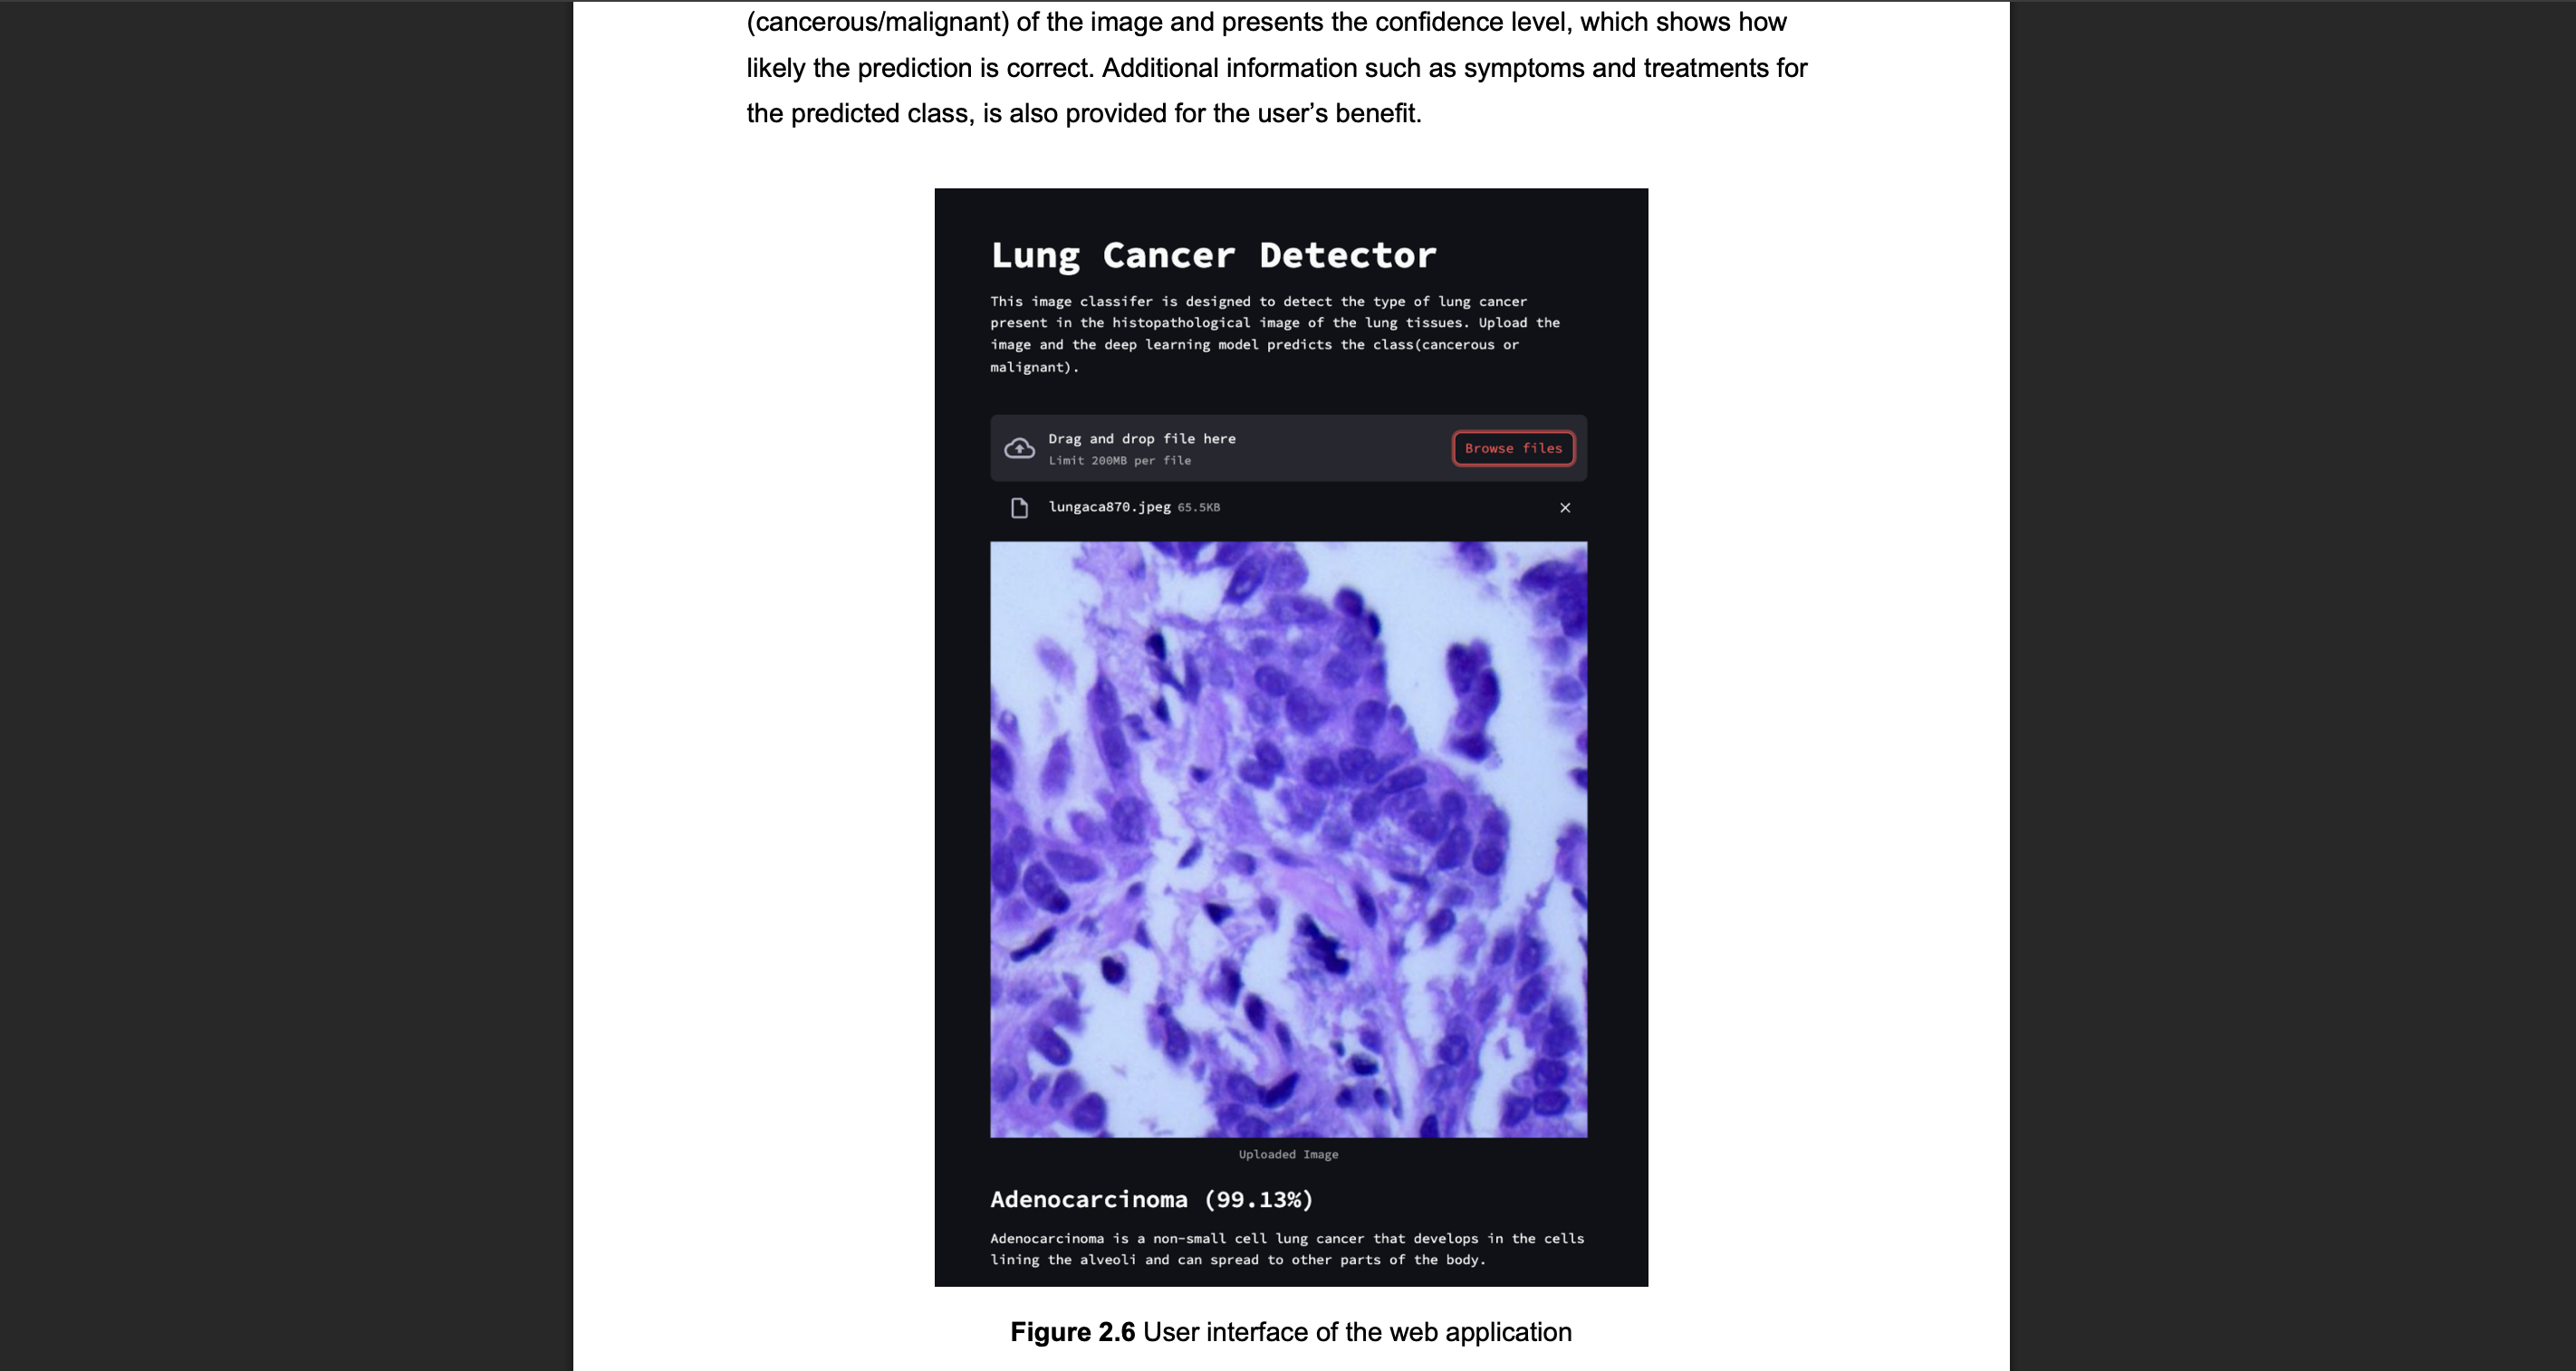 (cancerous/malignant) of the image and presents the confidence level, which shows how
likely the prediction is correct. Additional information such as symptoms and treatments for
the predicted class, is also provided for the user’s benefit.
Lung Cancer Detector
This image classifer is designed to detect the type of lung cancer
present in the histopathological image of the lung tissues. Upload the
image and the deep learning model predicts the class(cancerous or
malignant).
Drag and drop file here
Limit 200MB per file
Browse files
lungaca870.jpeg 65.5KB
Uploaded Image
Adenocarcinoma (99.13%)
Adenocarcinoma is a non-small cell lung cancer that develops in the cells
lining the alveoli and can spread to other parts of the body.
Figure 2.6 User interface of the web application